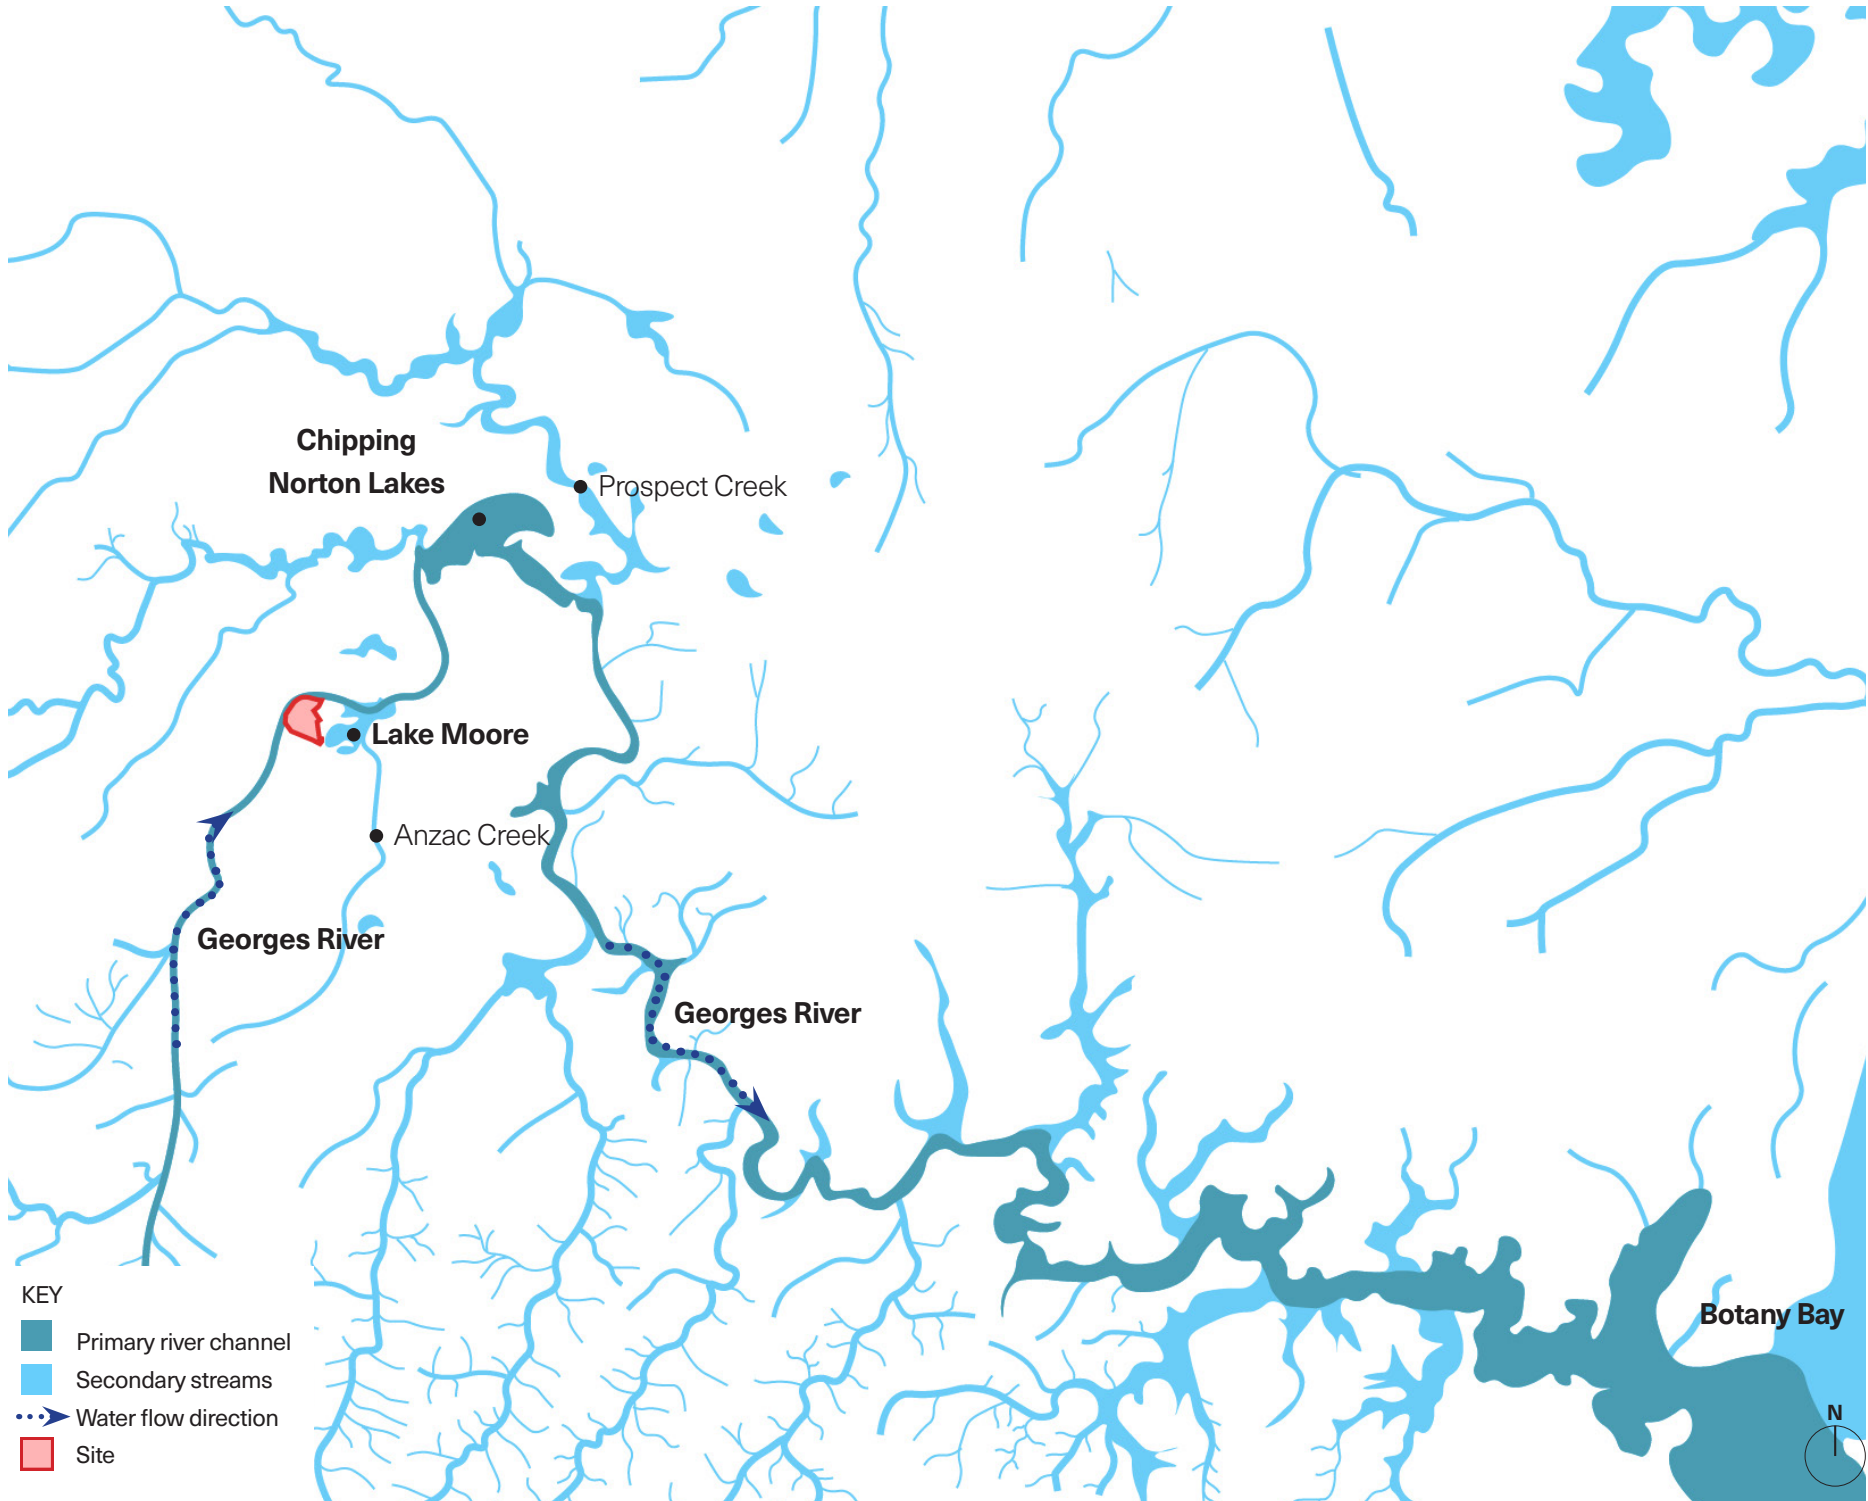 Chipping
Norton Lakes
Prospect Creek
Lake Moore
Anzac Creek
Georges River
Georges River
Botany Bay
KEY
Primary river channel
Secondary streams
Water flow direction
Site
N